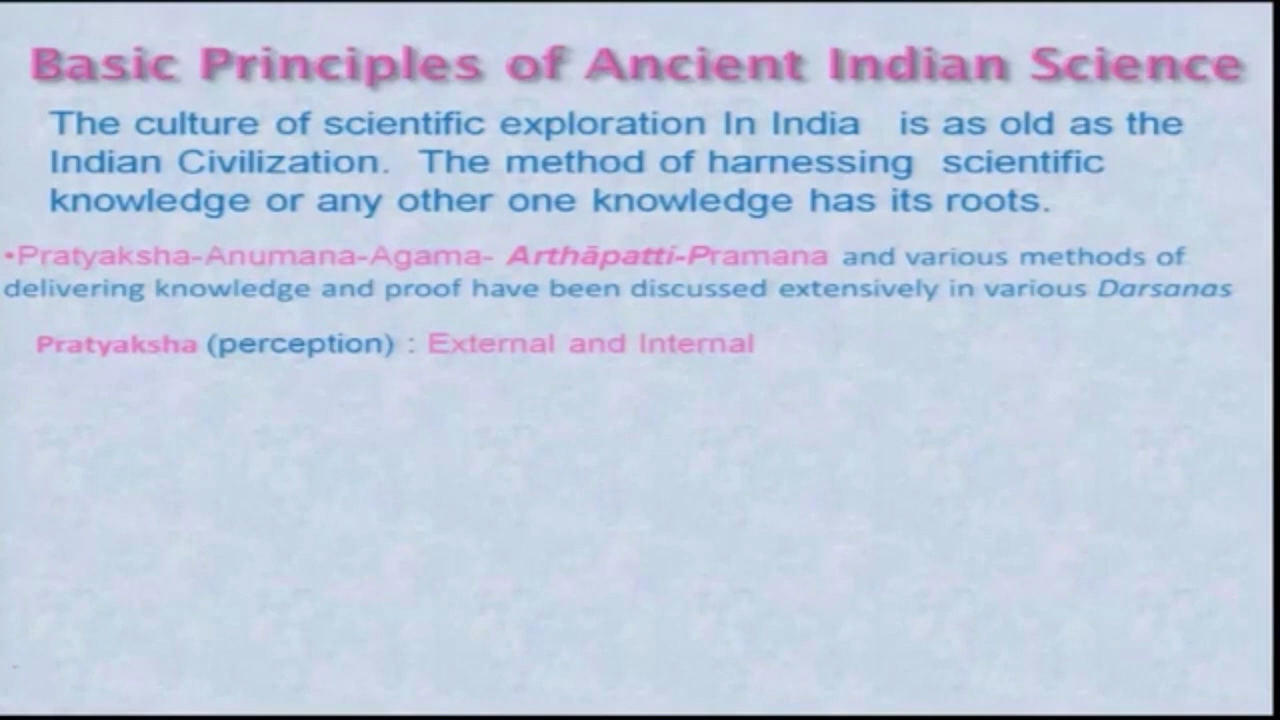 Basic Principles of Ancient Indian Science
The culture of scientific exploration In India is as old as the
Indian Civilization. The method of harnessing scientific
knowledge or any other one knowledge has its roots.
•Pratyaksha-Anumana-Agama- Arthāpatti-Pramana and various methods of
delivering knowledge and proof have been discussed extensively in various Darsanas
Pratyaksha (perception) : External and Internal